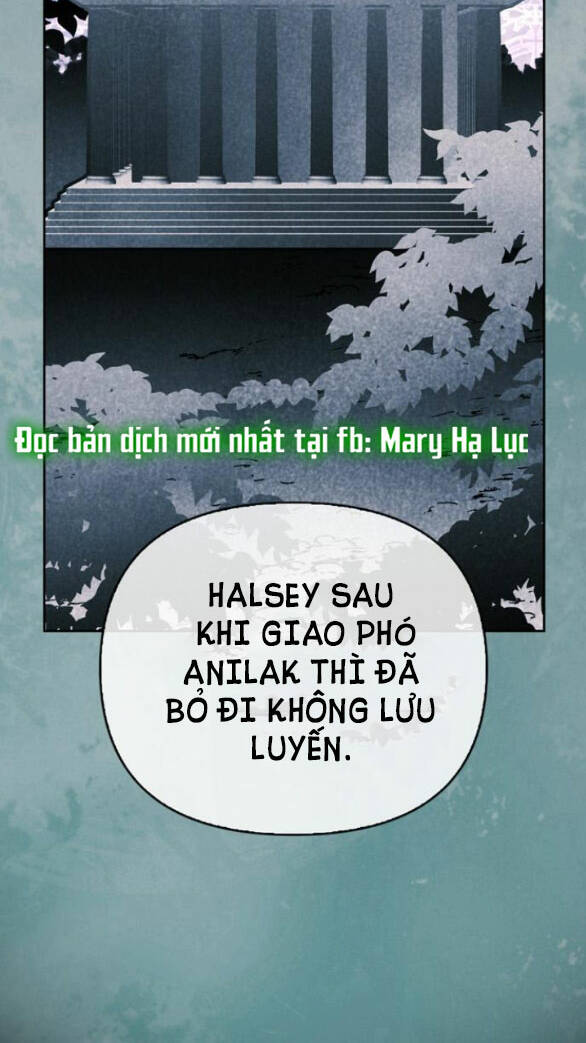 Đọc bản dịch mới nhất tại fb: Mary Hạ Lục
HALSEY SAU
KHI GIAO PHÓ
ANILAK THÌ ĐÃ
BỎ ĐI KHÔNG LƯU
LUYẾN.